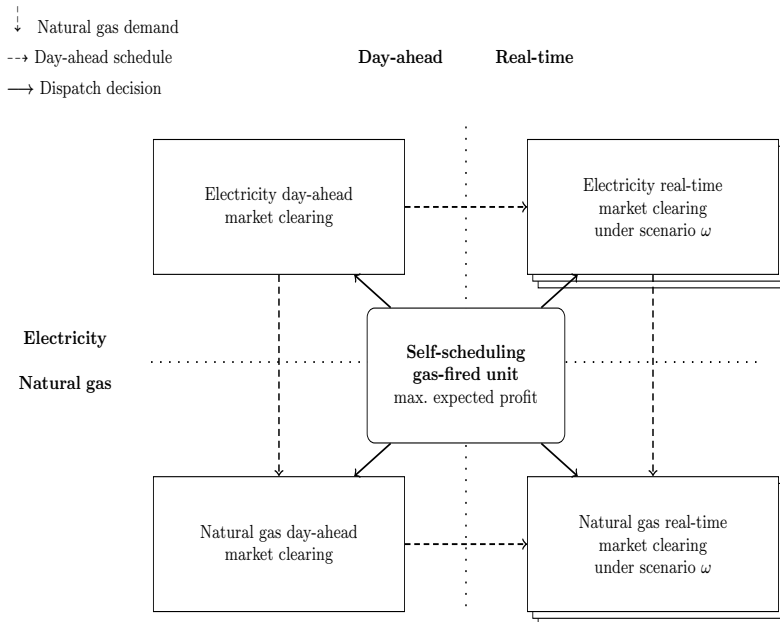 Natural gas demand
Day-ahead schedule
Dispatch decision
Day-ahead
Real-time
Electricity day-ahead
market clearing
Electricity real-time
market clearing
under scenario ω
Electricity
Natural gas
Self-scheduling
gas-fired unit
max. expected profit
Natural gas day-ahead
market clearing
Natural gas real-time
market clearing
under scenario ω